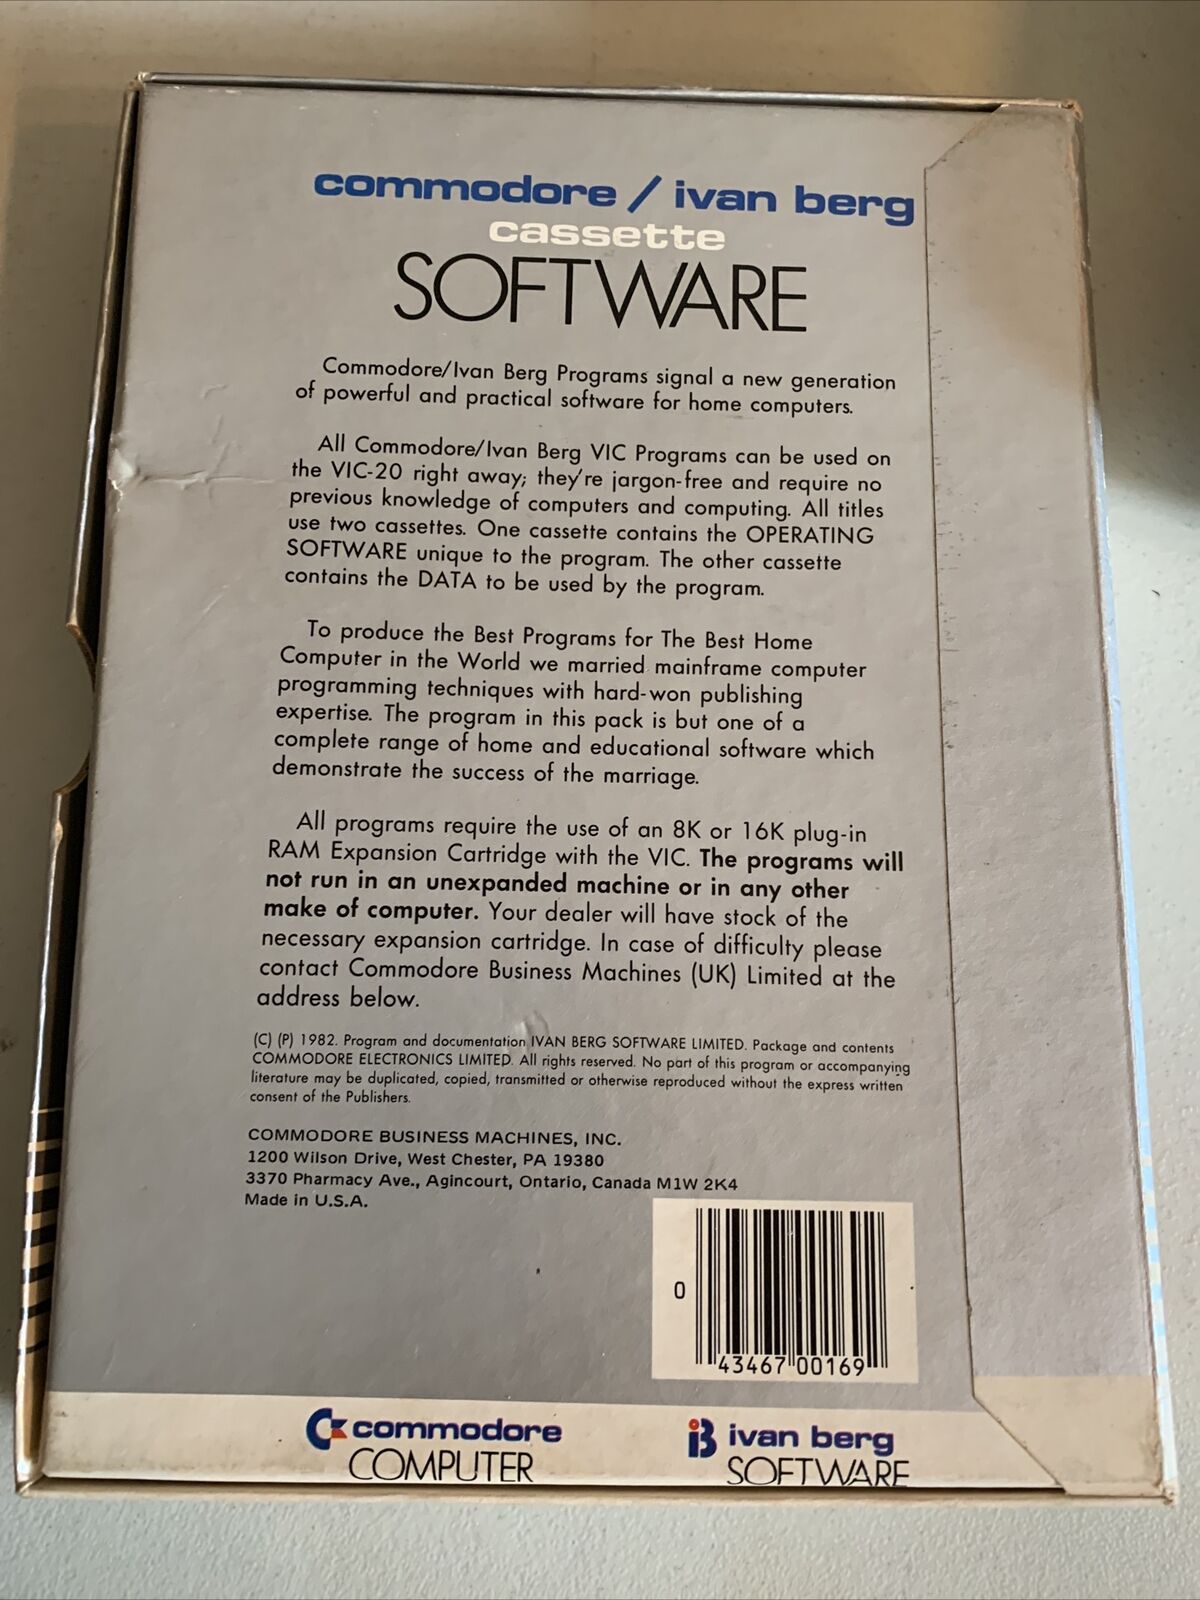 commodore / ivan berg
cassette
SOFTWARE
Commodore/Ivan Berg Programs signal a new generation
of powerful and practical software for home computers.
All Commodore/Ivan Berg VIC Programs can be used on
the VIC-20 right away; they're jargon-free and require no
previous knowledge of computers and computing. All titles
use two cassettes. One cassette contains the OPERATING
SOFTWARE unique to the program. The other cassette
contains the DATA to be used by the program.
To produce the Best Programs for The Best Home
Computer in the World we married mainframe computer
programming techniques with hard-won publishing
expertise. The program in this pack is but one of a
complete range of home and educational software which
demonstrate the success of the marriage.
All programs require the use of an 8K or 16K plug-in
RAM Expansion Cartridge with the VIC. The programs will
not run in an unexpanded machine or in any other
make of computer. Your dealer will have stock of the
necessary expansion cartridge. In case of difficulty please
contact Commodore Business Machines (UK) Limited at the
address below.
(C) (P) 1982. Program and documentation IVAN BERG SOFTWARE LIMITED. Package and contents
COMMODORE ELECTRONICS LIMITED. All rights reserved. No part of this program or accompanying
literature may be duplicated, copied, transmitted or otherwise reproduced without the express written
consent of the Publishers.
COMMODORE BUSINESS MACHINES, INC.
1200 Wilson Drive, West Chester, PA 19380
3370 Pharmacy Ave., Agincourt, Ontario, Canada M1W 2K4
Made in U.S.A.
0 43467 00169
commodore
COMPUTER
ivan berg
SOFTWARE